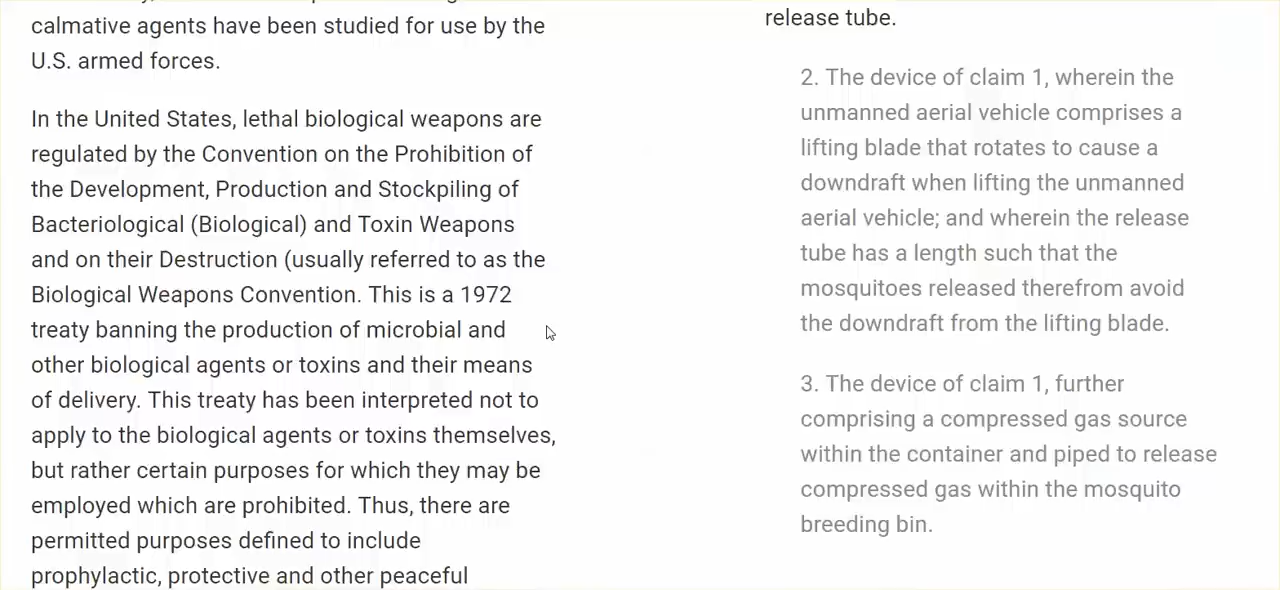 calmative agents have been studied for use by the
U.S. armed forces.
In the United States, lethal biological weapons are
regulated by the Convention on the Prohibition of
the Development, Production and Stockpiling of
Bacteriological (Biological) and Toxin Weapons
and on their Destruction (usually referred to as the
Biological Weapons Convention. This is a 1972
treaty banning the production of microbial and
other biological agents or toxins and their means
of delivery. This treaty has been interpreted not to
apply to the biological agents or toxins themselves,
but rather certain purposes for which they may be
employed which are prohibited. Thus, there are
permitted purposes defined to include
prophylactic, protective and other peaceful
release tube.
2. The device of claim 1, wherein the
unmanned aerial vehicle comprises a
lifting blade that rotates to cause a
downdraft when lifting the unmanned
aerial vehicle; and wherein the release
tube has a length such that the
mosquitoes released therefrom avoid
the downdraft from the lifting blade.
3. The device of claim 1, further
comprising a compressed gas source
within the container and piped to release
compressed gas within the mosquito
breeding bin.